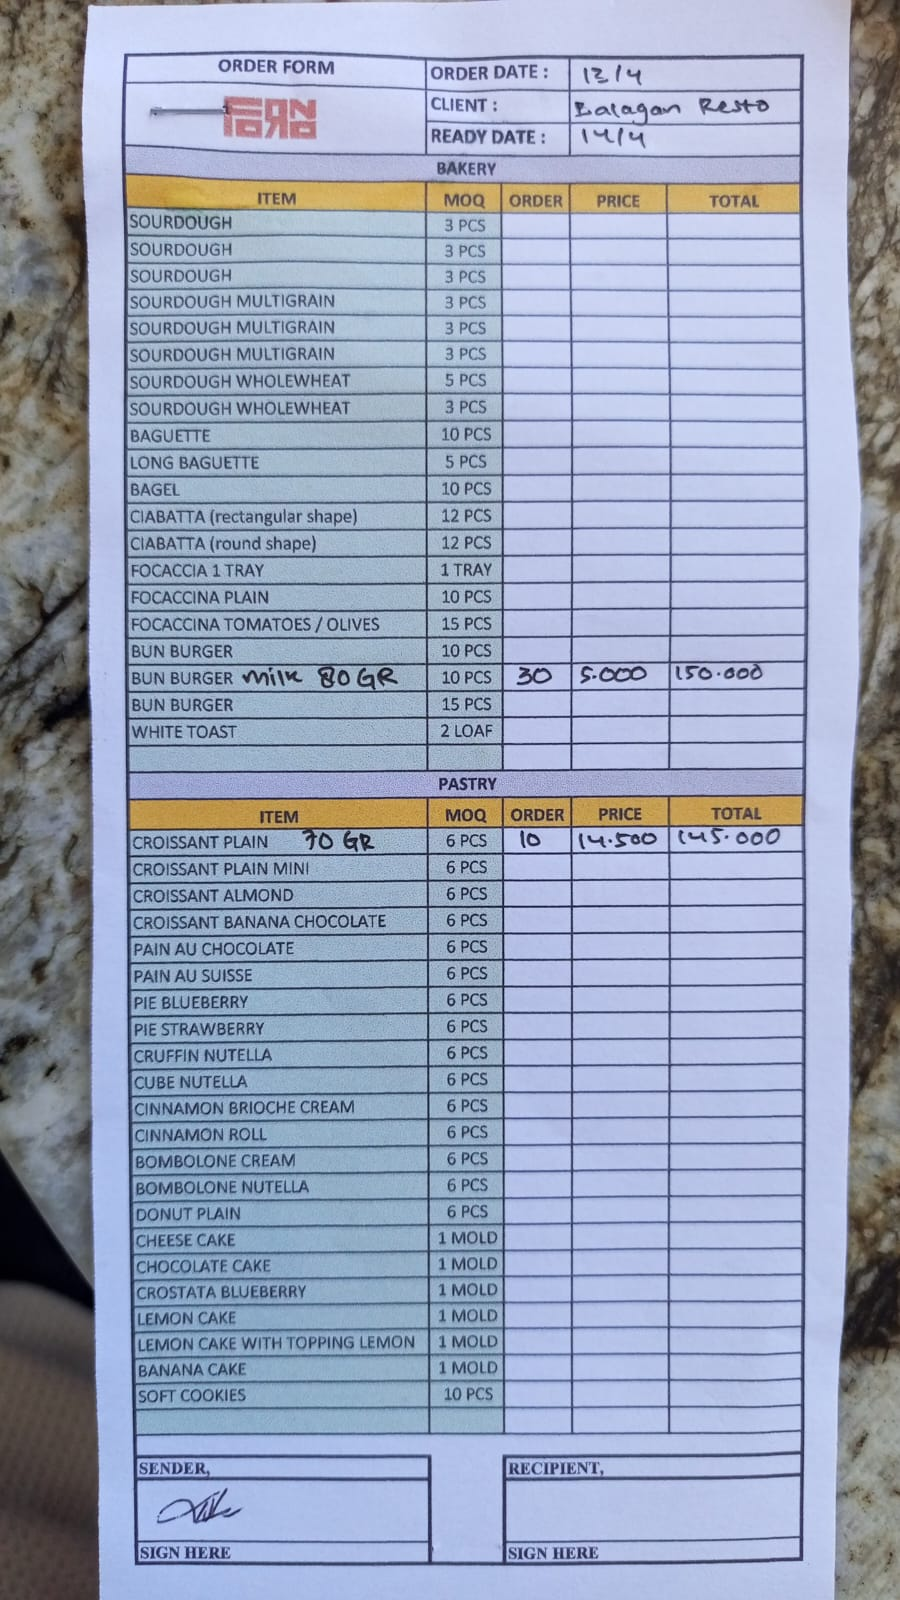 ORDER FORM
ORDER DATE : 13/4
CLIENT : Balagan Resto
READY DATE : 14/4
BAKERY
ITEM MOQ ORDER PRICE TOTAL
SOURDOUGH 3 PCS
SOURDOUGH 3 PCS
SOURDOUGH 3 PCS
SOURDOUGH MULTIGRAIN 3 PCS
SOURDOUGH MULTIGRAIN 3 PCS
SOURDOUGH MULTIGRAIN 3 PCS
SOURDOUGH WHOLEWHEAT 5 PCS
SOURDOUGH WHOLEWHEAT 3 PCS
BAGUETTE 10 PCS
LONG BAGUETTE 5 PCS
BAGEL 10 PCS
CIABATTA (rectangular shape) 12 PCS
CIABATTA (round shape) 12 PCS
FOCACCIA 1 TRAY 1 TRAY
FOCACCINA PLAIN 10 PCS
FOCACCINA TOMATOES / OLIVES 15 PCS
BUN BURGER 10 PCS
BUN BURGER milk 80 GR 10 PCS 30 5.000 150.000
BUN BURGER 15 PCS
WHITE TOAST 2 LOAF
PASTRY
ITEM MOQ ORDER PRICE TOTAL
CROISSANT PLAIN 70 GR 6 PCS 10 14.500 145.000
CROISSANT PLAIN MINI 6 PCS
CROISSANT ALMOND 6 PCS
CROISSANT BANANA CHOCOLATE 6 PCS
PAIN AU CHOCOLATE 6 PCS
PAIN AU SUISSE 6 PCS
PIE BLUEBERRY 6 PCS
PIE STRAWBERRY 6 PCS
CRUFFIN NUTELLA 6 PCS
CUBE NUTELLA 6 PCS
CINNAMON BRIOCHE CREAM 6 PCS
CINNAMON ROLL 6 PCS
BOMBOLONE CREAM 6 PCS
BOMBOLONE NUTELLA 6 PCS
DONUT PLAIN 6 PCS
CHEESE CAKE 1 MOLD
CHOCOLATE CAKE 1 MOLD
CROSTATA BLUEBERRY 1 MOLD
LEMON CAKE 1 MOLD
LEMON CAKE WITH TOPPING LEMON 1 MOLD
BANANA CAKE 1 MOLD
SOFT COOKIES 10 PCS
SENDER, RECIPIENT,
SIGN HERE SIGN HERE